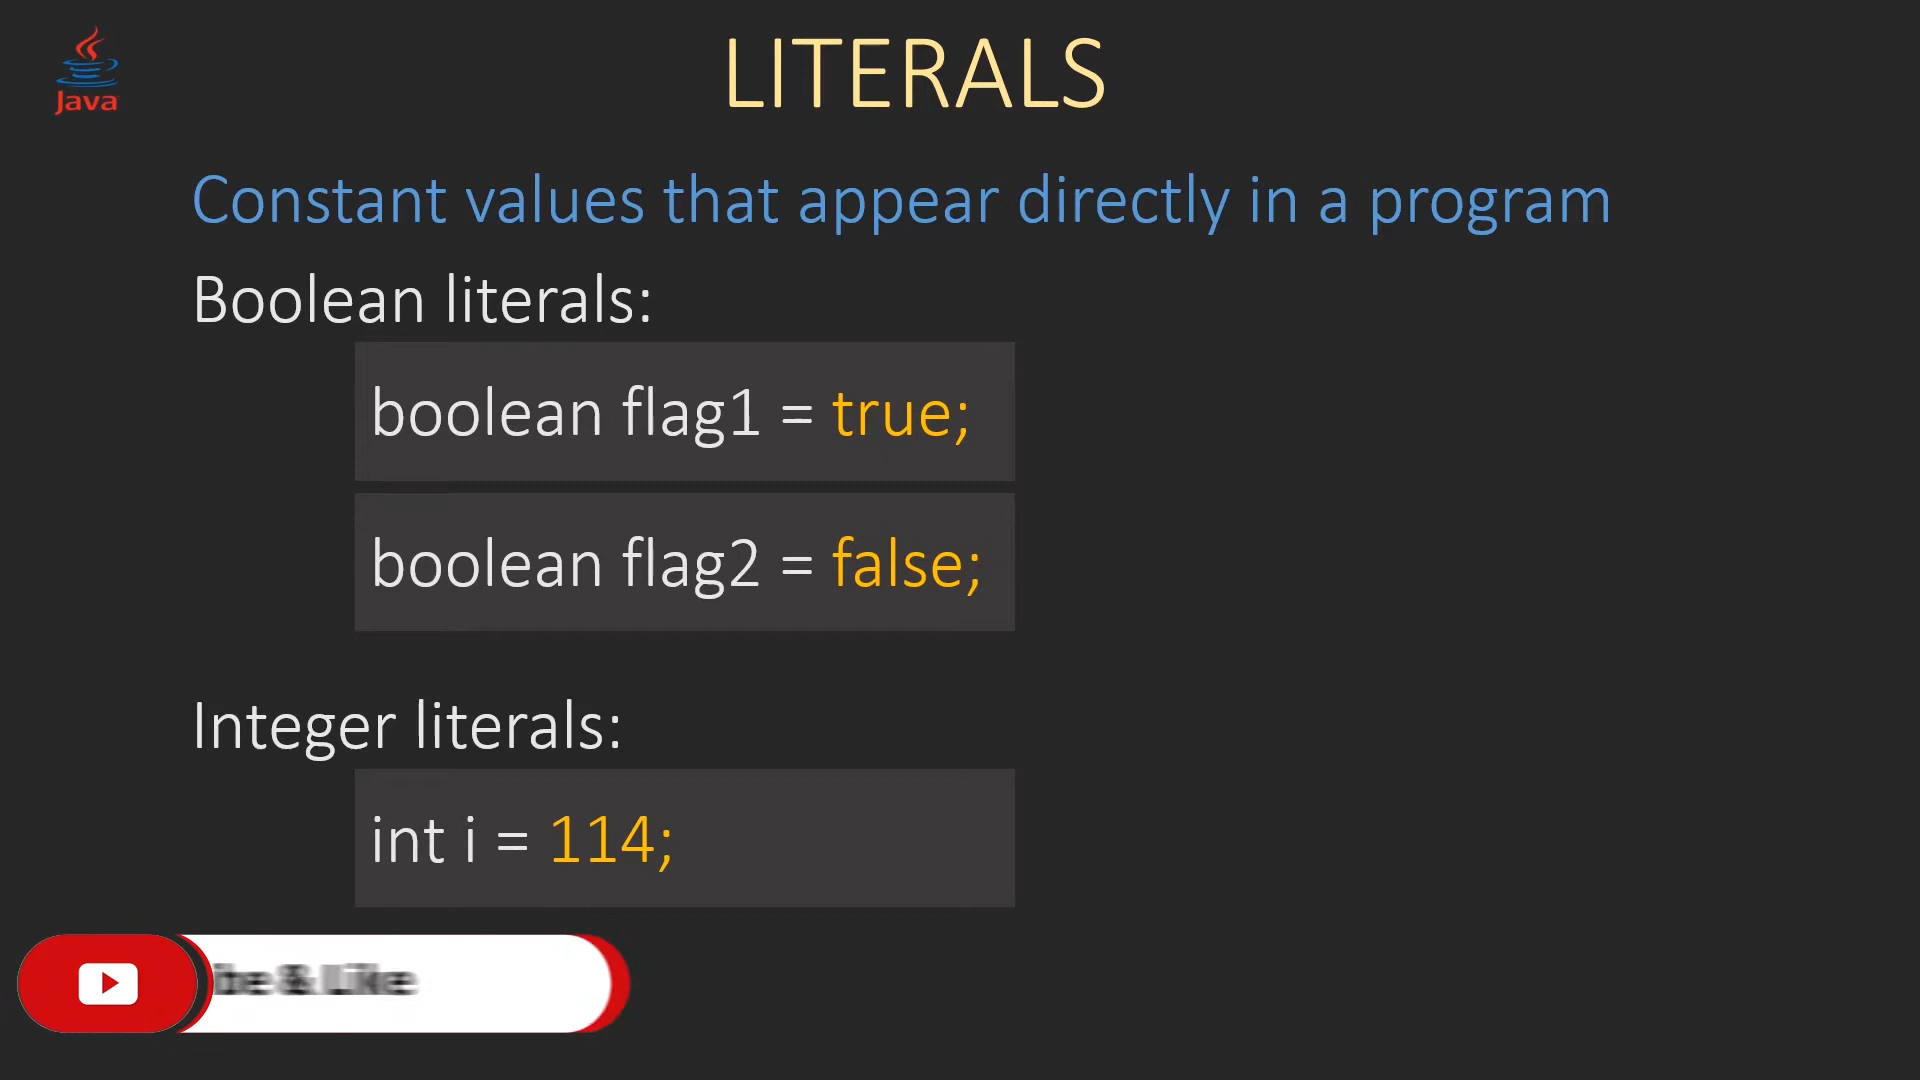 Java
LITERALS
Constant values that appear directly in a program
Boolean literals:
boolean flag1 = true;
boolean flag2 = false;
Integer literals:
int i = 114;
& Like